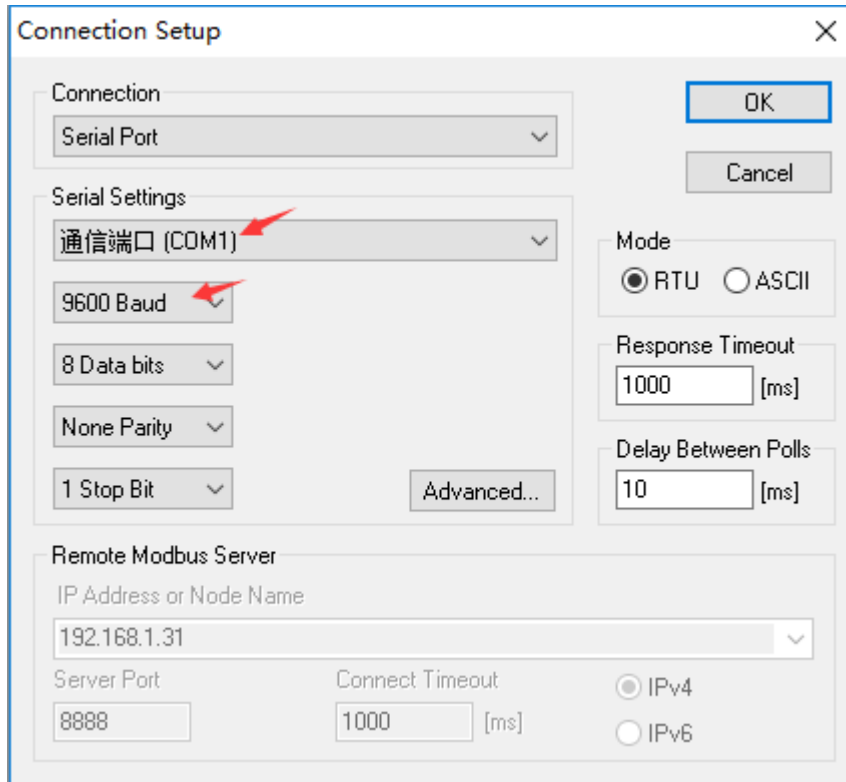 Connection Setup
Connection
Serial Port
OK
Cancel
Serial Settings
通信端口 (COM1)
9600 Baud
8 Data bits
None Parity
1 Stop Bit
Advanced...
Mode
RTU ASCII
Response Timeout
1000 [ms]
Delay Between Polls
10 [ms]
Remote Modbus Server
IP Address or Node Name
192.168.1.31
Server Port Connect Timeout
8888 1000 [ms]
IPv4
IPv6